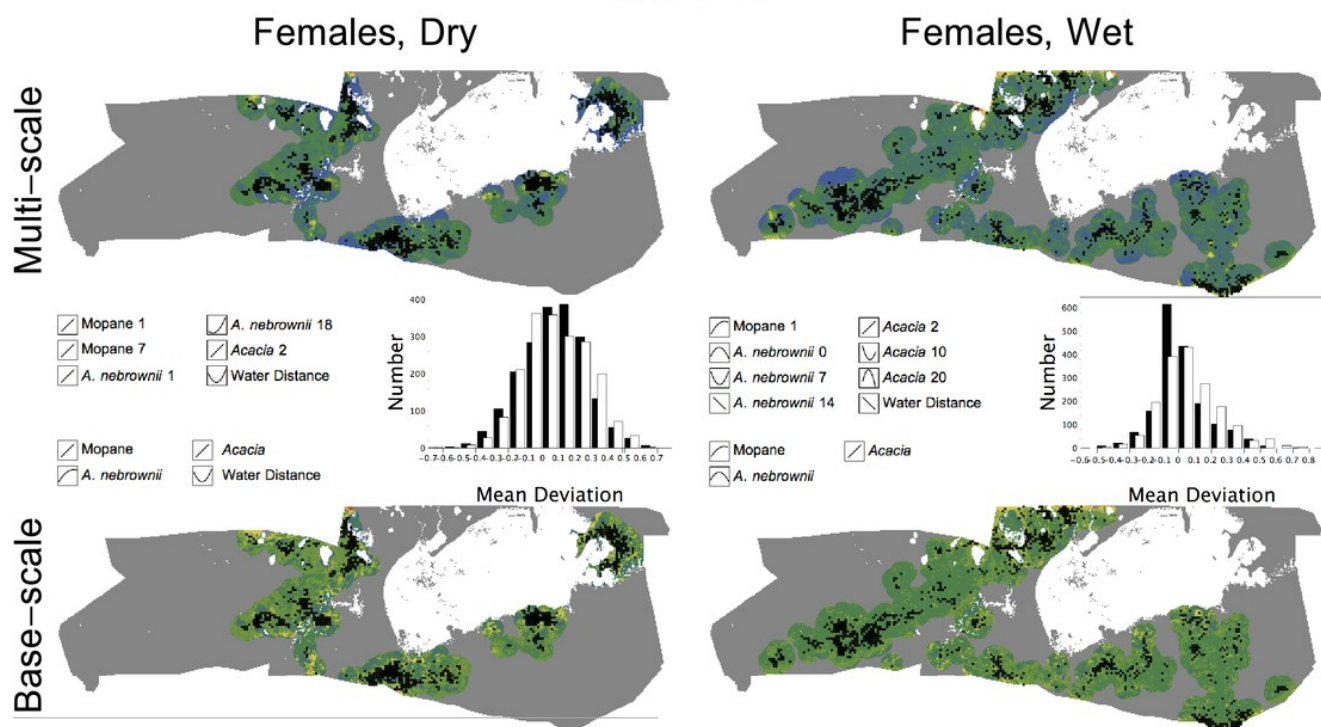 Females, Dry
Females, Wet
Multi-scale
Mopane 1
Mopane 7
A. nebrownii 1
A. nebrownii 18
Acacia 2
Water Distance
Number
400
300
200
100
0
-0.7 -0.6 -0.5 -0.4 -0.3 -0.2 -0.1 0 0.1 0.2 0.3 0.4 0.5 0.6 0.7
Mopane
A. nebrownii
Acacia
Water Distance
Mean Deviation
Mopane 1
A. nebrownii 0
A. nebrownii 7
A. nebrownii 14
Acacia 2
Acacia 10
Acacia 20
Water Distance
Number
600
500
400
300
200
100
0
-0.6 -0.5 -0.4 -0.3 -0.2 -0.1 0 0.1 0.2 0.3 0.4 0.5 0.6 0.7 0.8
Mopane
A. nebrownii
Acacia
Mean Deviation
Base-scale